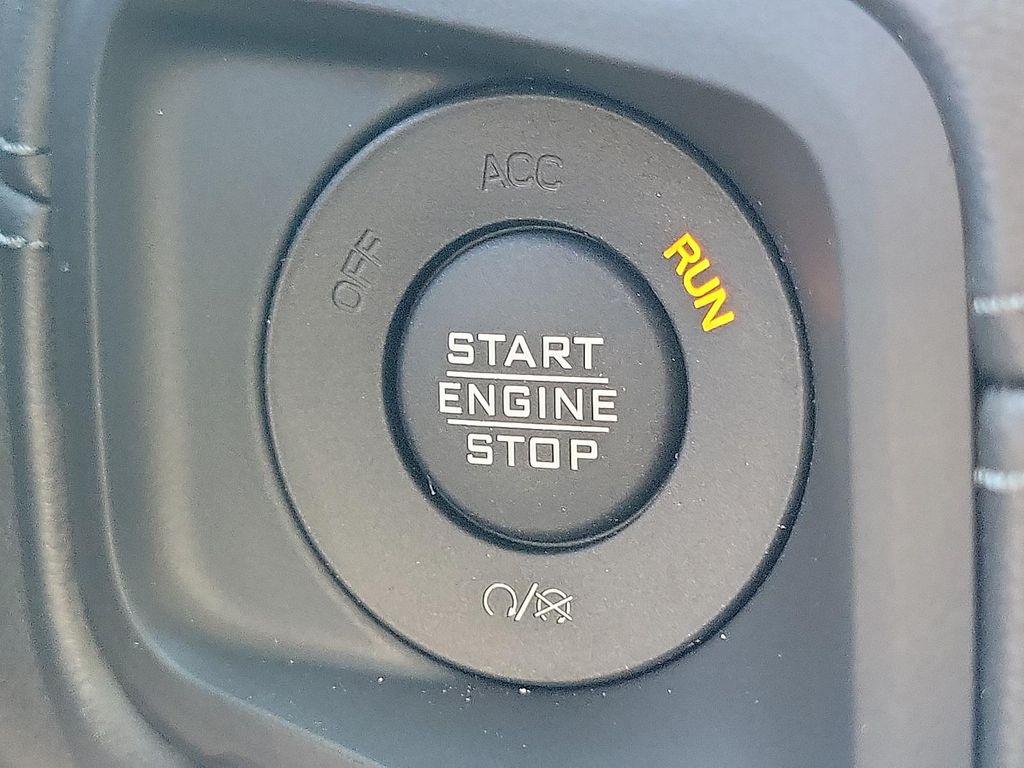 ACC
OFF
RUN
START
ENGINE
STOP